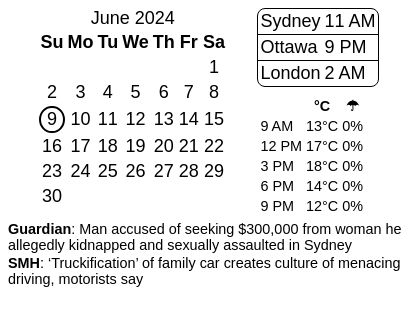 June 2024
Su Mo Tu We Th Fr Sa
1
2 3 4 5 6 7 8
9 10 11 12 13 14 15
16 17 18 19 20 21 22
23 24 25 26 27 28 29
30
Sydney 11 AM
Ottawa 9 PM
London 2 AM
°C ☂
9 AM 13°C 0%
12 PM 17°C 0%
3 PM 18°C 0%
6 PM 14°C 0%
9 PM 12°C 0%
Guardian: Man accused of seeking $300,000 from woman he
allegedly kidnapped and sexually assaulted in Sydney
SMH: ‘Truckification’ of family car creates culture of menacing
driving, motorists say